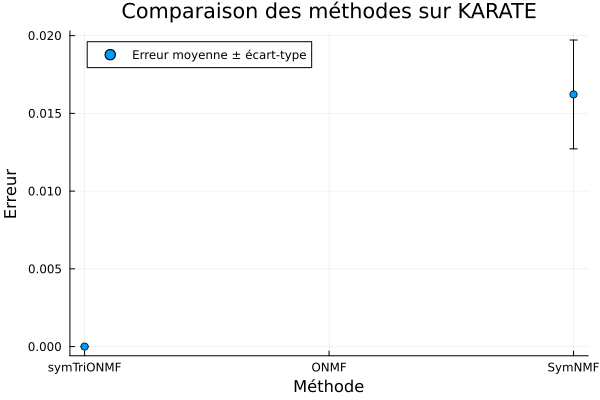 Comparaison des méthodes sur KARATE
0.020
Erreur moyenne ± écart-type
0.015
0.010
Erreur
0.005
0.000
symTriONMF ONMF SymNMF
Méthode